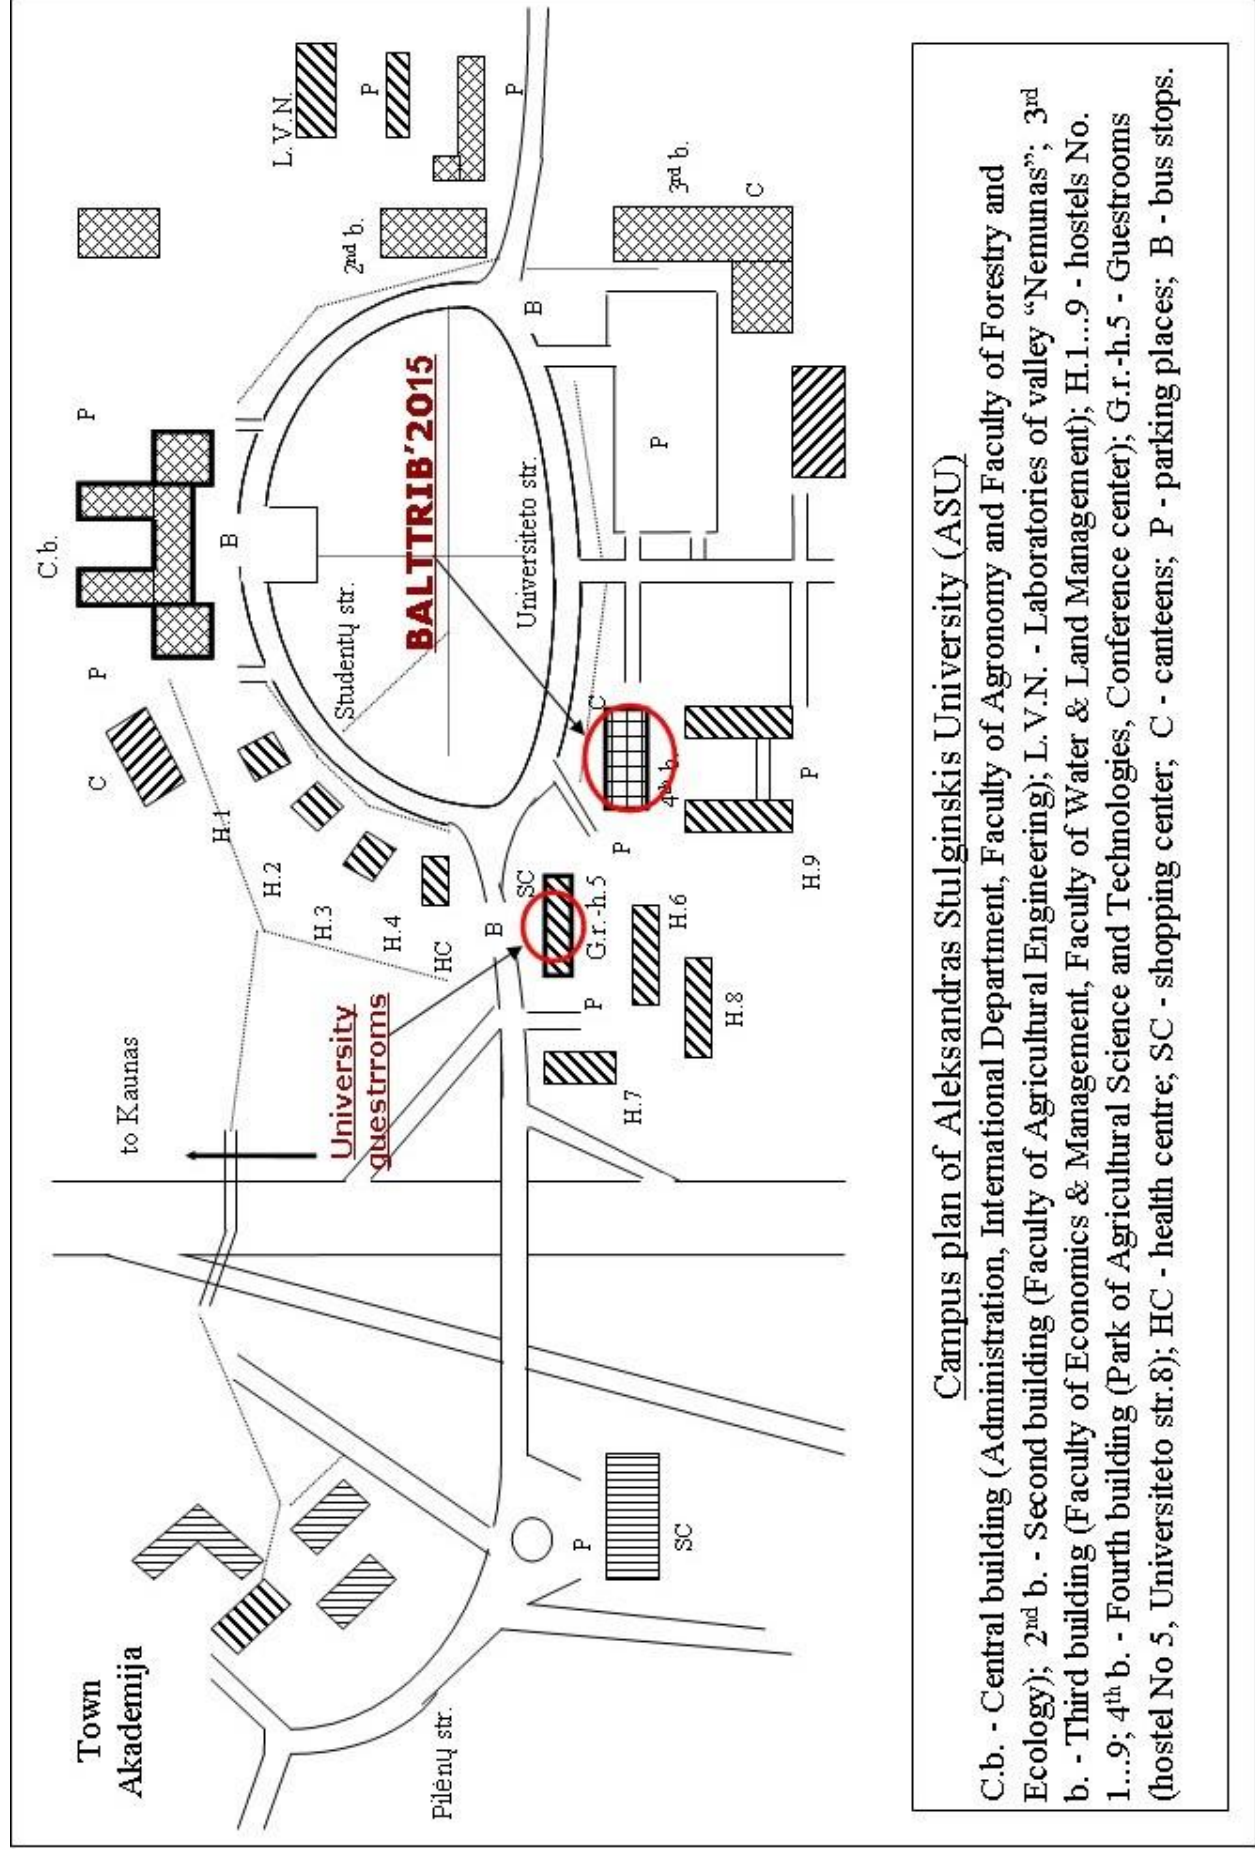 Town
Akademija
Pilėnų str.
to Kaunas
University
guestrroms
BALTTRIB'2015
Studentų str.
Universiteto str.
C.b.
P
P
B
C
H.1
H.2
H.3
H.4
HC
B
SC
G.r.-h.5
P
H.6
H.7
H.8
H.9
P
P
4th b.
C
P
B
2nd b.
L.V.N.
P
P
3rd b.
C
P
SC
Campus plan of Aleksandras Stulginskis University (ASU)
C.b. - Central building (Administration, International Department, Faculty of Agronomy and Faculty of Forestry and
Ecology); 2nd b. - Second building (Faculty of Agricultural Engineering); L.V.N. - Laboratories of valley “Nemunas”; 3rd
b. - Third building (Faculty of Economics & Management, Faculty of Water & Land Management); H.1...9 - hostels No.
1...9; 4th b. - Fourth building (Park of Agricultural Science and Technologies, Conference center); G.r.-h.5 - Guestrooms
(hostel No 5, Universiteto str.8); HC - health centre; SC - shopping center; C - canteens; P - parking places; B - bus stops.